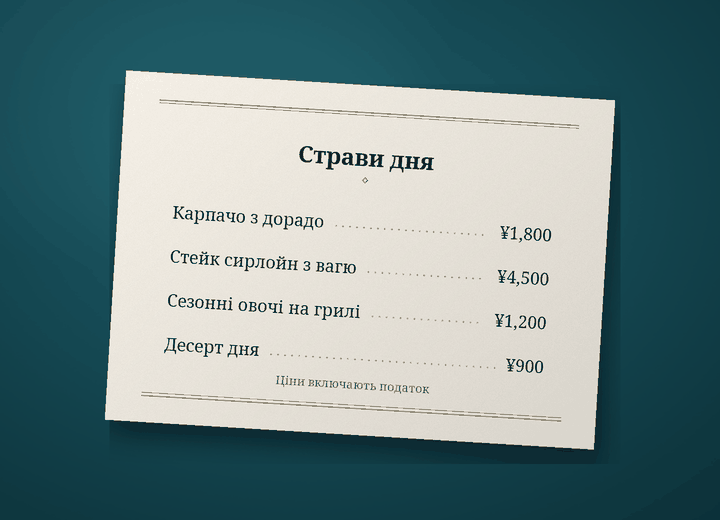 Страви дня
Карпачо з дорадо ¥1,800
Стейк сирлойн з вагю ¥4,500
Сезонні овочі на грилі ¥1,200
Десерт дня ¥900
Ціни включають податок